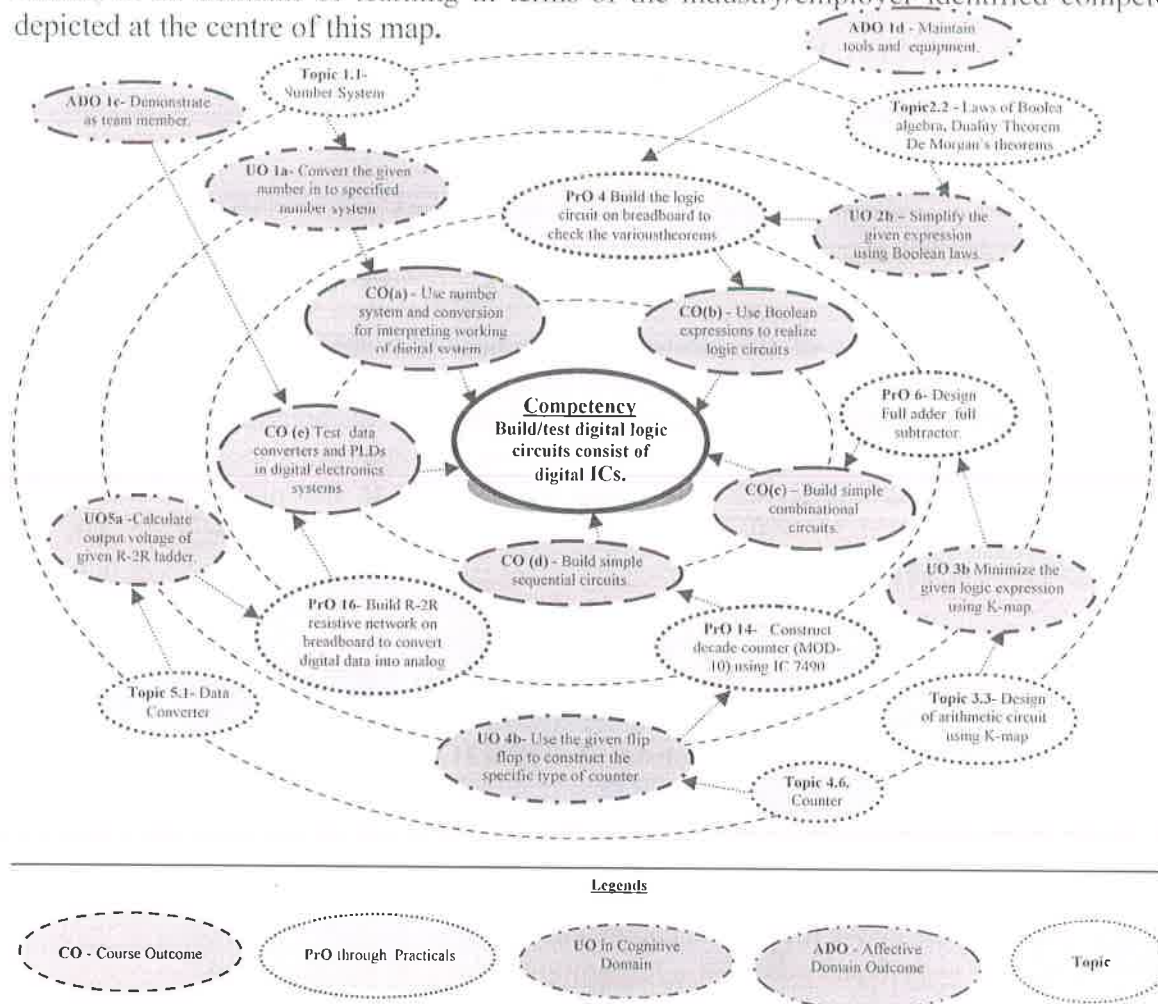 depicted at the centre of this map.
ADO 1d - Maintain
tools and equipment.
Topic 1.1-
Number System
ADO 1c- Demonstrate
as team member.
Topic2.2 - Laws of Boolea
algebra, Duality Theorem
De Morgan's theorems
UO 1a- Convert the given
number in to specified
number system
PrO 4 Build the logic
circuit on breadboard to
check the varioustheorems
UO 2b – Simplify the
given expression
using Boolean laws.
CO(a) - Use number
system and conversion
for interpreting working
of digital system
CO(b) - Use Boolean
expressions to realize
logic circuits
Competency
Build/test digital logic
circuits consist of
digital ICs.
PrO 6- Design
Full adder full
subtractor.
CO (e) Test data
converters and PLDs
in digital electronics
systems
CO(c) – Build simple
combinational
circuits.
UO5a -Calculate
output voltage of
given R-2R ladder.
CO (d) - Build simple
sequential circuits
UO 3b Minimize the
given logic expression
using K-map.
PrO 16- Build R-2R
resistive network on
breadboard to convert
digital data into analog
PrO 14- Construct
decade counter (MOD-
10) using IC 7490
Topic 5.1- Data
Converter
Topic 3.3- Design
of arithmetic circuit
using K-map
UO 4b- Use the given flip
flop to construct the
specific type of counter
Topic 4.6.
Counter
Legends
CO - Course Outcome
PrO through Practicals
UO in Cognitive
Domain
ADO - Affective
Domain Outcome
Topic